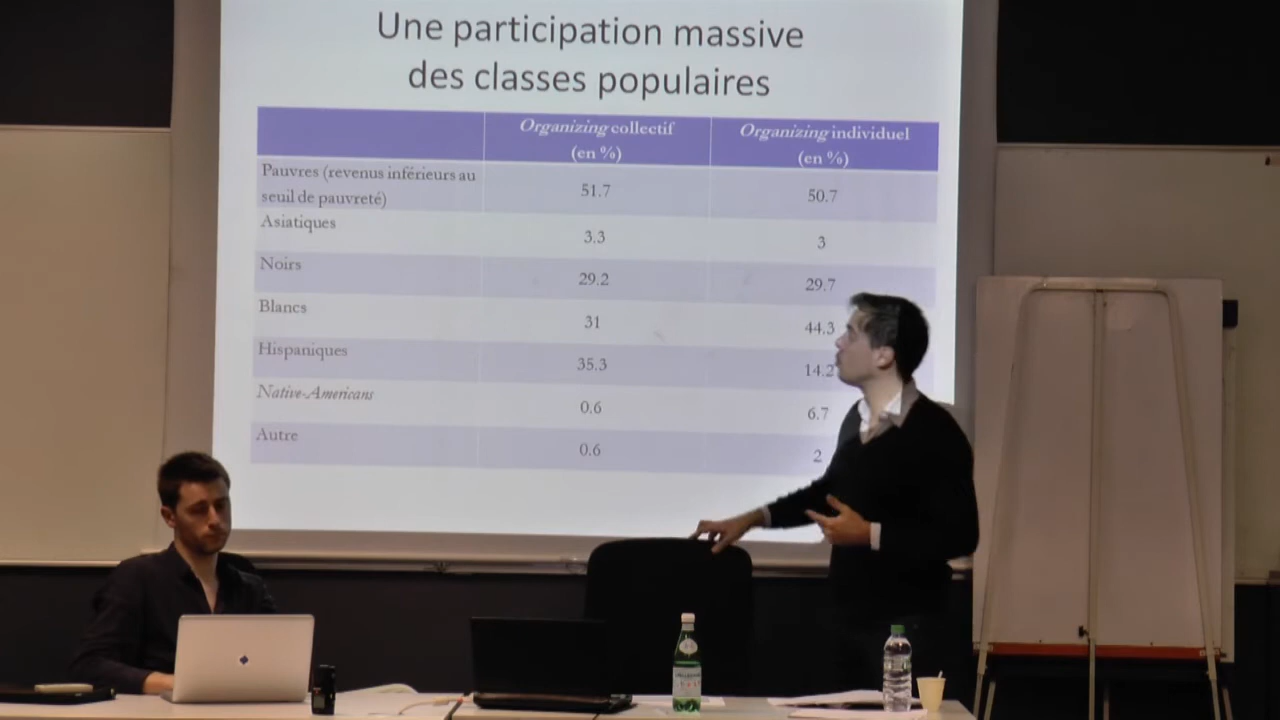 Une participation massive
des classes populaires
Organizing collectif
(en %)
Organizing individuel
(en %)
Pauvres (revenus inférieurs au
seuil de pauvreté)
51.7
50.7
Asiatiques
3.3
3
Noirs
29.2
29.7
Blancs
31
44.3
Hispaniques
35.3
14.2
Native-Americans
0.6
6.7
Autre
0.6
2